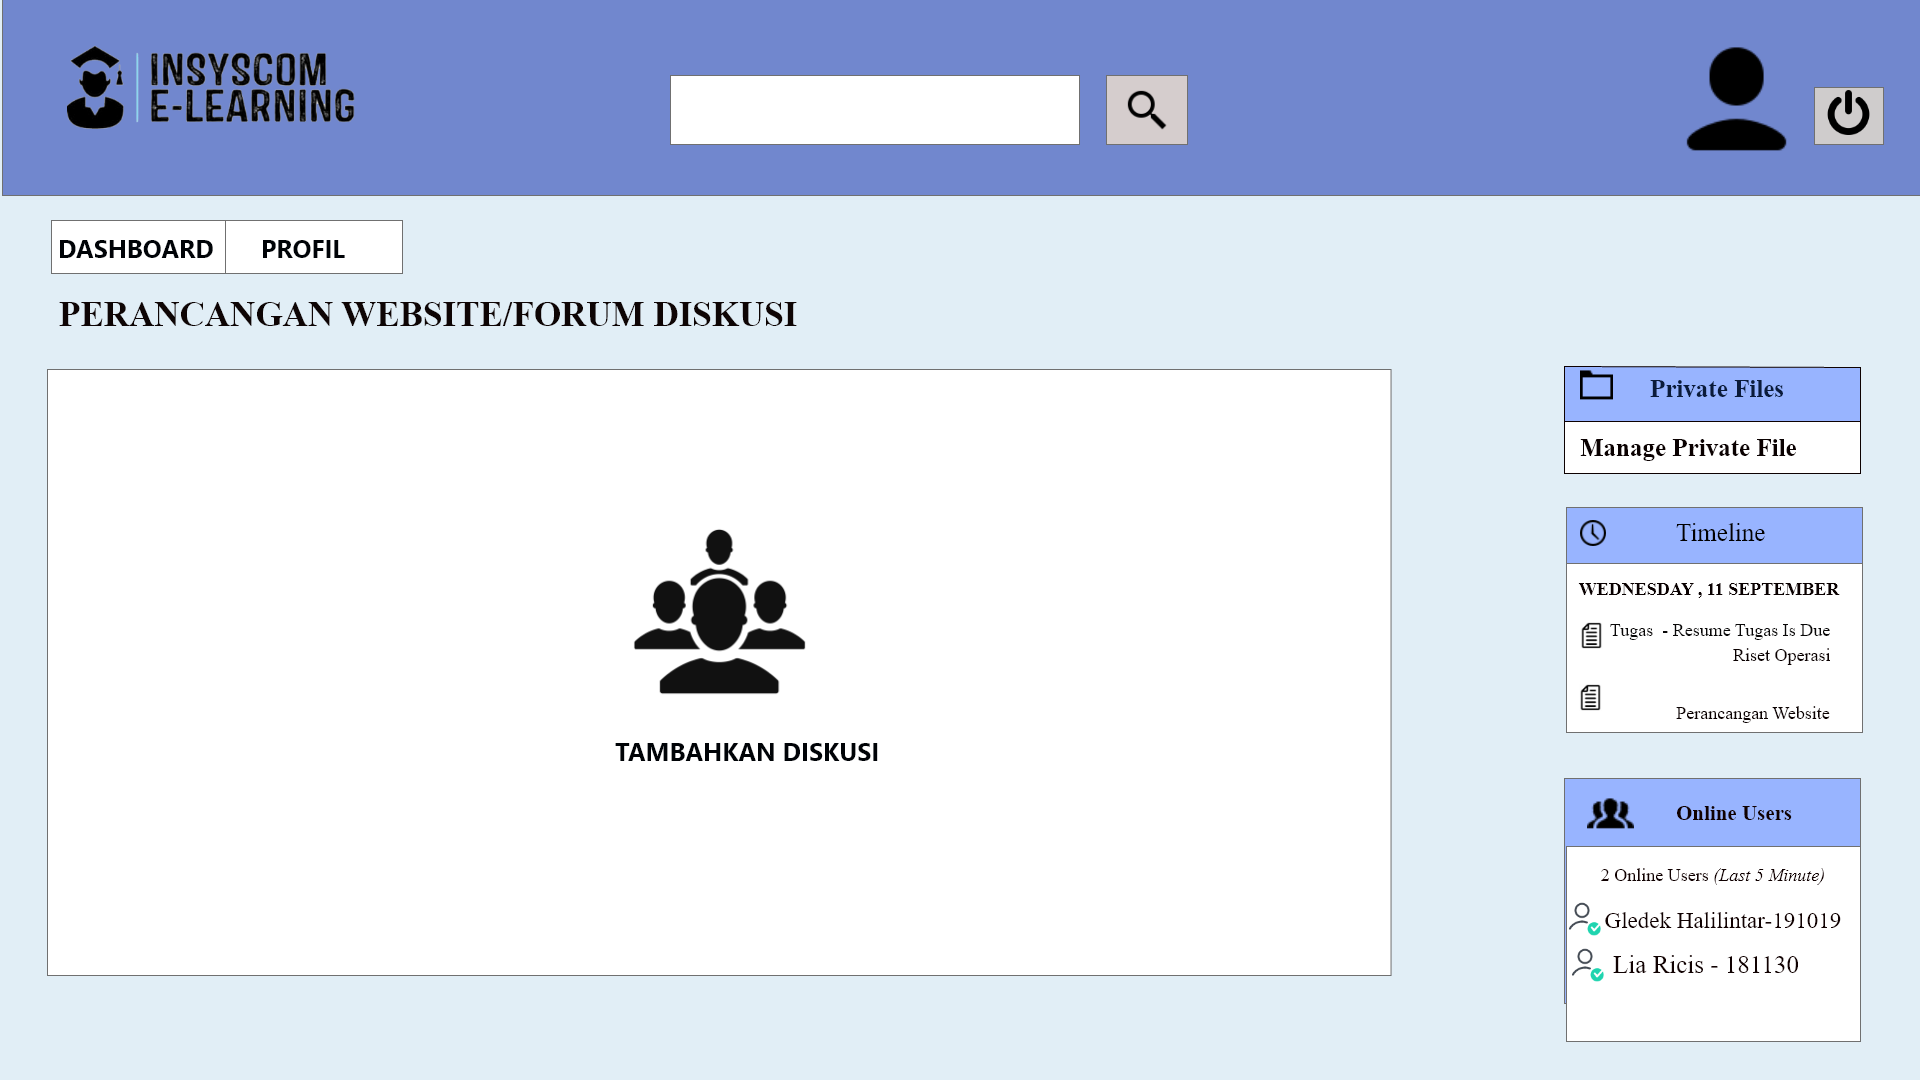 INSYSCOM
E-LEARNING
DASHBOARD
PROFIL
PERANCANGAN WEBSITE/FORUM DISKUSI
TAMBAHKAN DISKUSI
Private Files
Manage Private File
Timeline
WEDNESDAY , 11 SEPTEMBER
Tugas  - Resume Tugas Is Due
Riset Operasi
Perancangan Website
Online Users
2 Online Users (Last 5 Minute)
Gledek Halilintar-191019
Lia Ricis - 181130